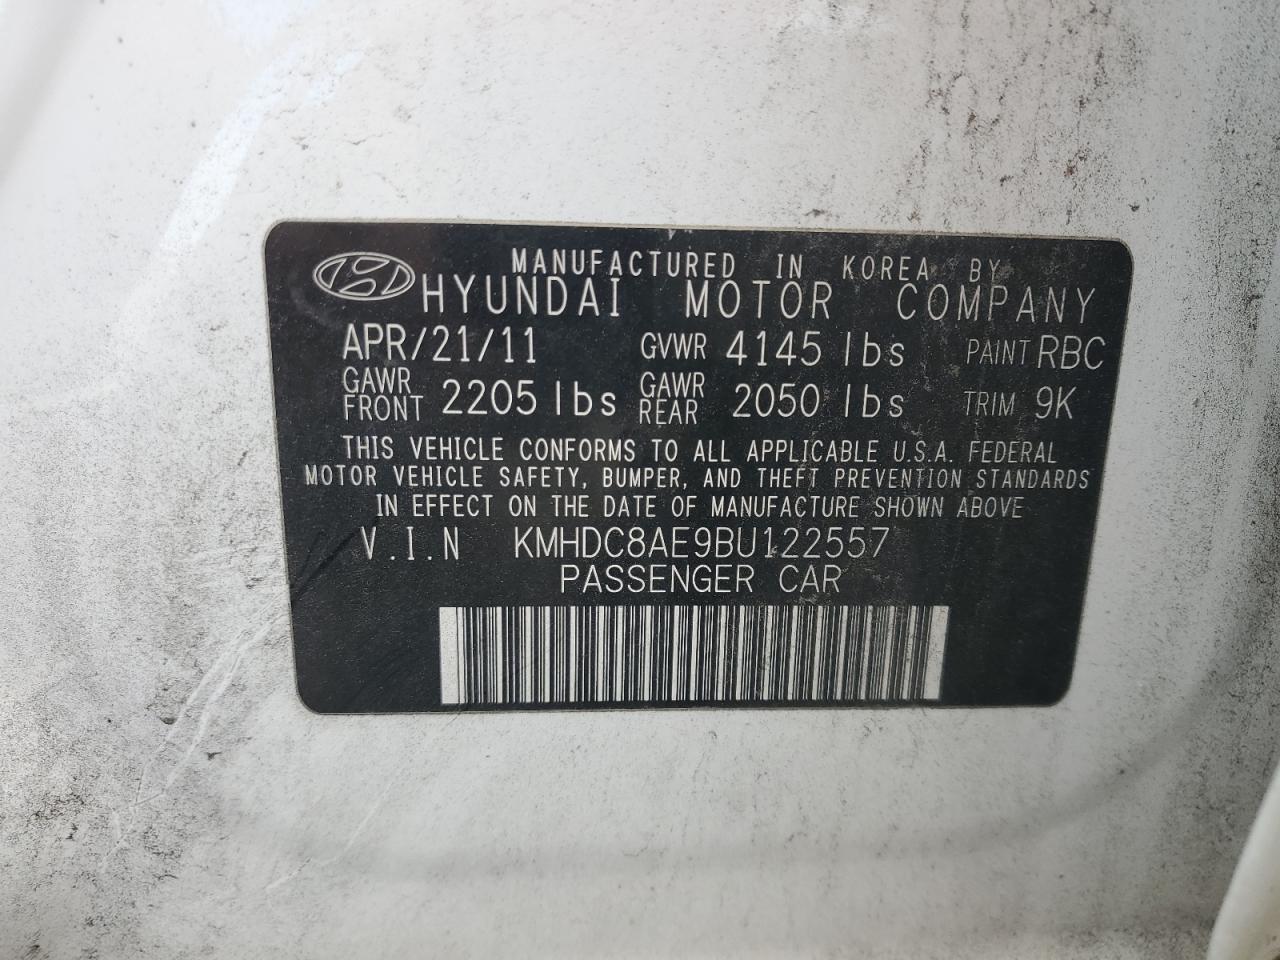 MANUFACTURED IN KOREA BY
HYUNDAI MOTOR COMPANY
APR/21/11 GVWR 4145 lbs PAINT RBC
GAWR FRONT 2205 lbs GAWR REAR 2050 lbs TRIM 9K
THIS VEHICLE CONFORMS TO ALL APPLICABLE U.S.A. FEDERAL
MOTOR VEHICLE SAFETY, BUMPER, AND THEFT PREVENTION STANDARDS
IN EFFECT ON THE DATE OF MANUFACTURE SHOWN ABOVE
V.I.N KMHDC8AE9BU122557
PASSENGER CAR